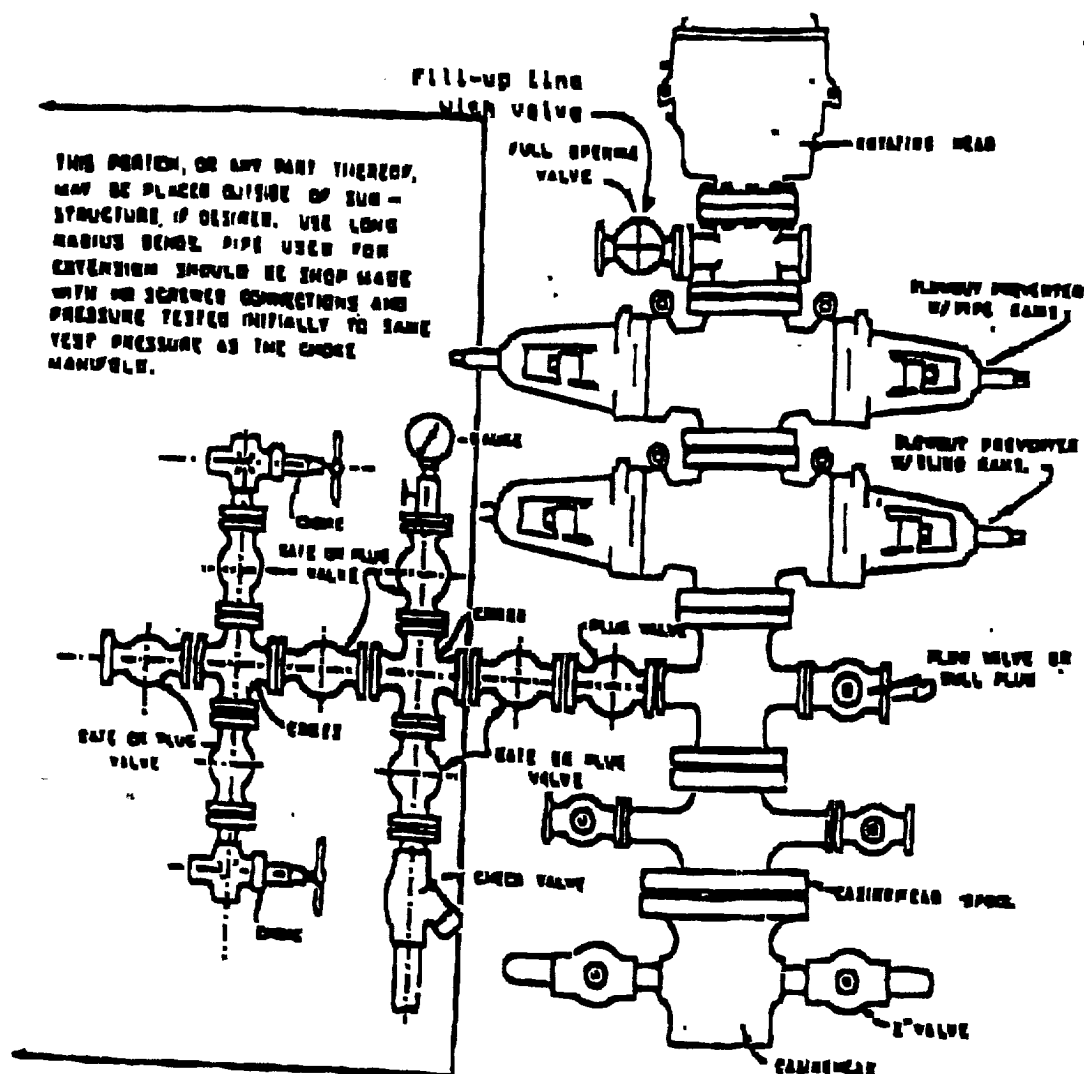 Fill-up Line
with valve
FULL OPENING
VALVE
ROTATING HEAD
THIS PORTION, OR ANY PART THEREOF,
MAY BE PLACED OUTSIDE OF SUB-
STRUCTURE, IF DESIRED. USE LONG
RADIUS BENDS. PIPE USED FOR
EXTENSION SHOULD BE SHOP MADE
WITH NO SCREWED CONNECTIONS AND
PRESSURE TESTED INITIALLY TO SAME
TEST PRESSURE AS THE CHOKE
MANIFOLD.
BLOWOUT PREVENTER
W/PIPE RAMS.
GAUGE
BLOWOUT PREVENTER
W/BLIND RAMS.
CHOKE
GATE OR PLUG
VALVE
CROSS
PLUG VALVE
FLOW VALVE OR
BULL PLUG
CROSS
GATE OR PLUG
VALVE
GATE OR PLUG
VALVE
CHECK VALVE
CASINGHEAD SPOOL
CHOKE
2" VALVE
CASINGHEAD